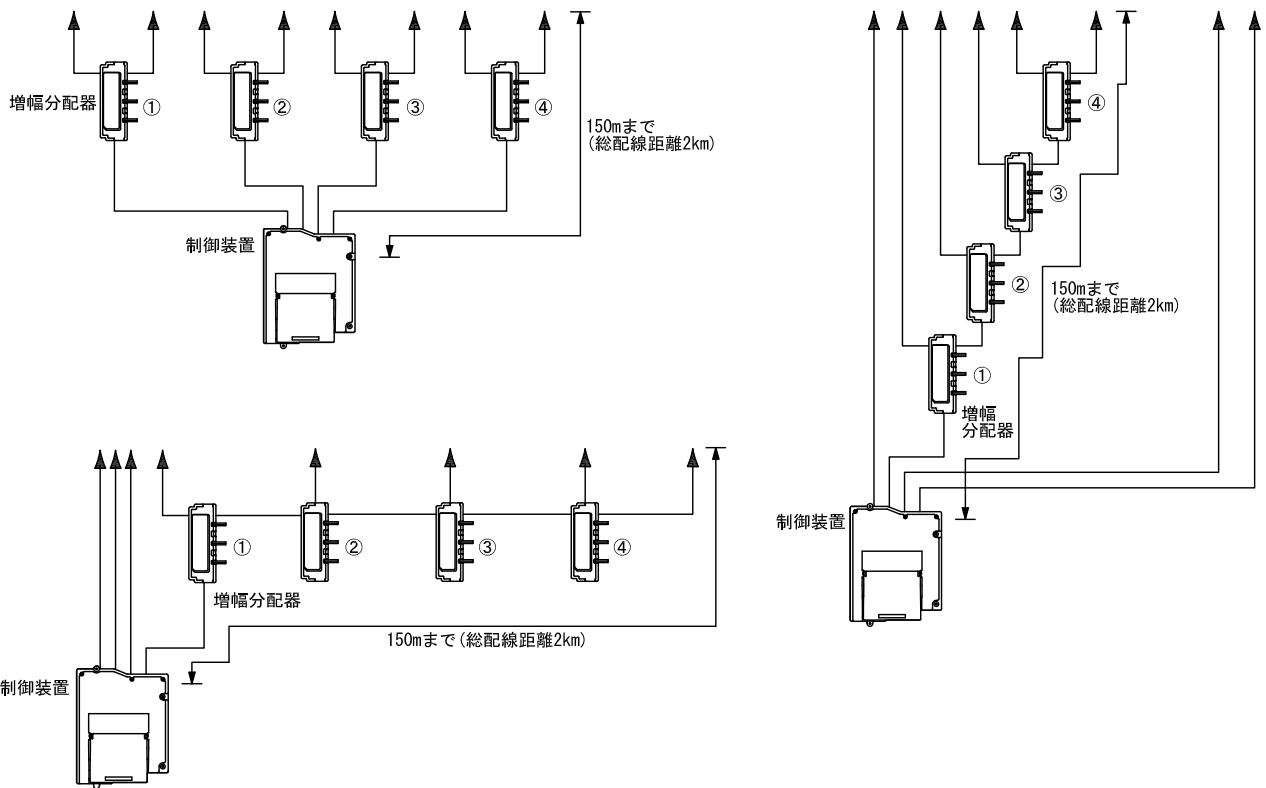 増幅分配器
①
②
③
④
150mまで
(総配線距離2km)
制御装置
①
②
③
④
増幅分配器
150mまで(総配線距離2km)
制御装置
④
③
②
150mまで
(総配線距離2km)
①
増幅
分配器
制御装置